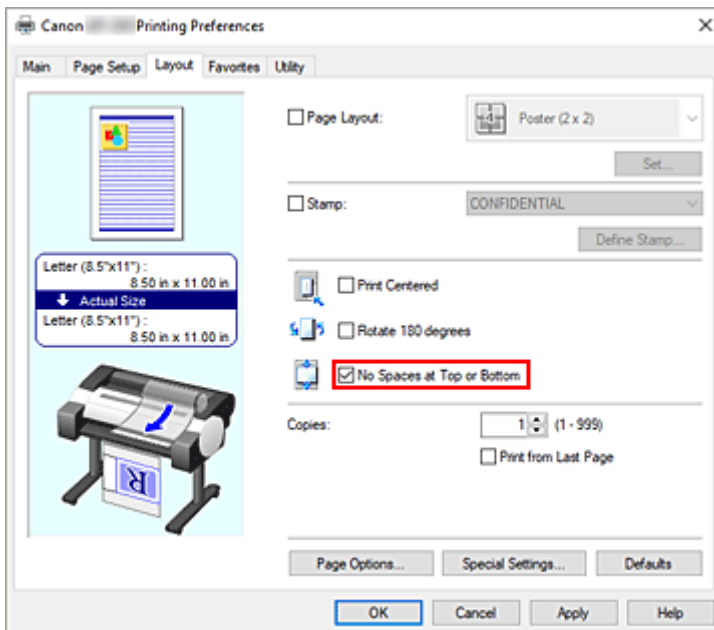 Canon Printing Preferences
Main Page Setup Layout Favorites Utility
Page Layout: Poster (2 x 2)
Set...
Stamp: CONFIDENTIAL
Define Stamp...
Letter (8.5"x11") :
8.50 in x 11.00 in
Actual Size
Letter (8.5"x11") :
8.50 in x 11.00 in
Print Centered
Rotate 180 degrees
No Spaces at Top or Bottom
Copies: 1 (1 - 999)
Print from Last Page
R
Page Options... Special Settings... Defaults
OK Cancel Apply Help